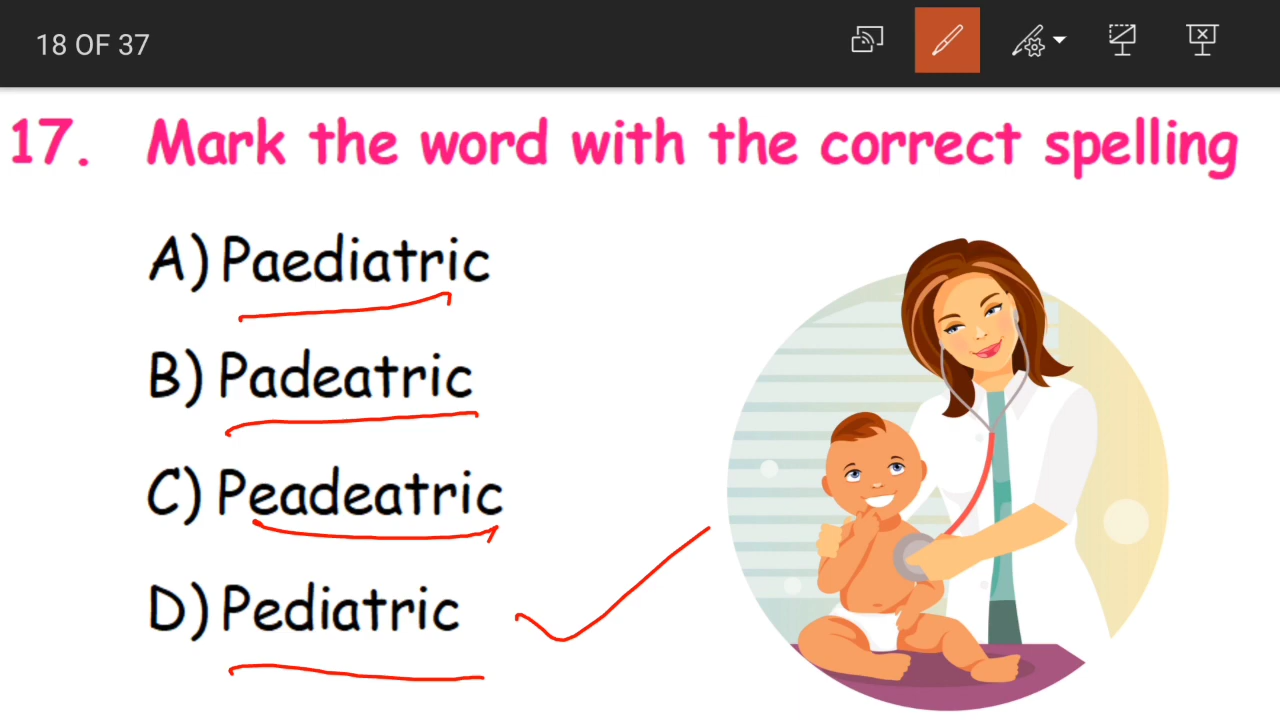 18 OF 37
17. Mark the word with the correct spelling
A) Paediatric
B) Padeatric
C) Peadeatric
D) Pediatric